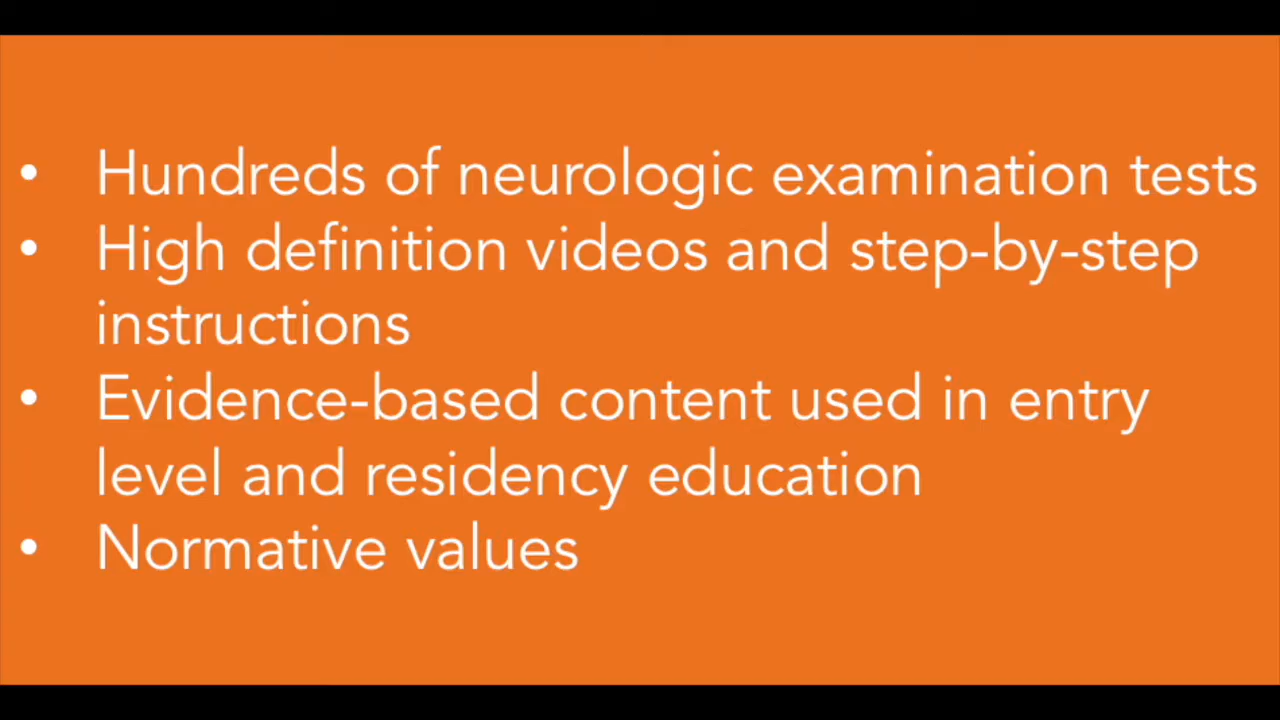 • Hundreds of neurologic examination tests
• High definition videos and step-by-step
instructions
• Evidence-based content used in entry
level and residency education
• Normative values